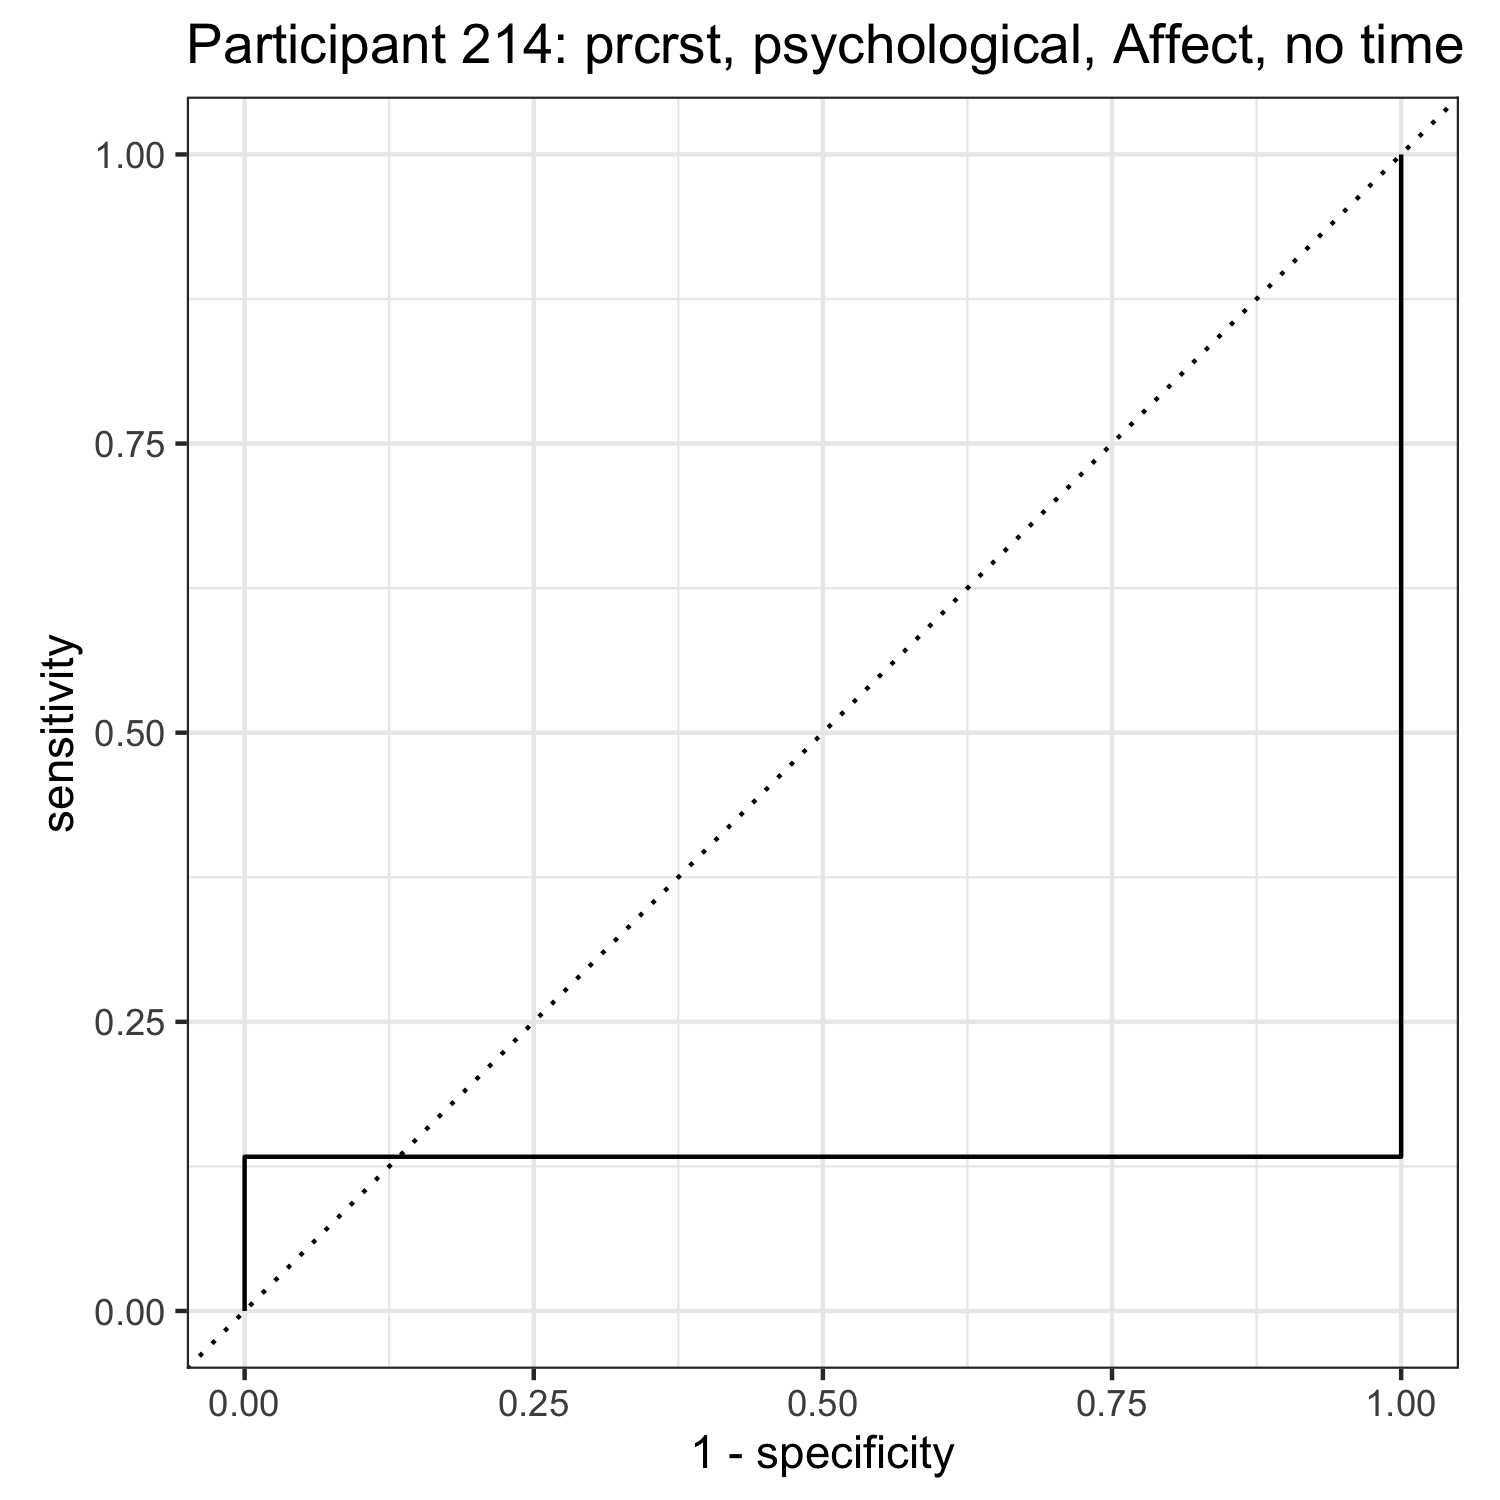 Participant 214: prcrst, psychological, Affect, no time
1.00
0.75
0.50
0.25
0.00
sensitivity
0.00 0.25 0.50 0.75 1.00
1 - specificity